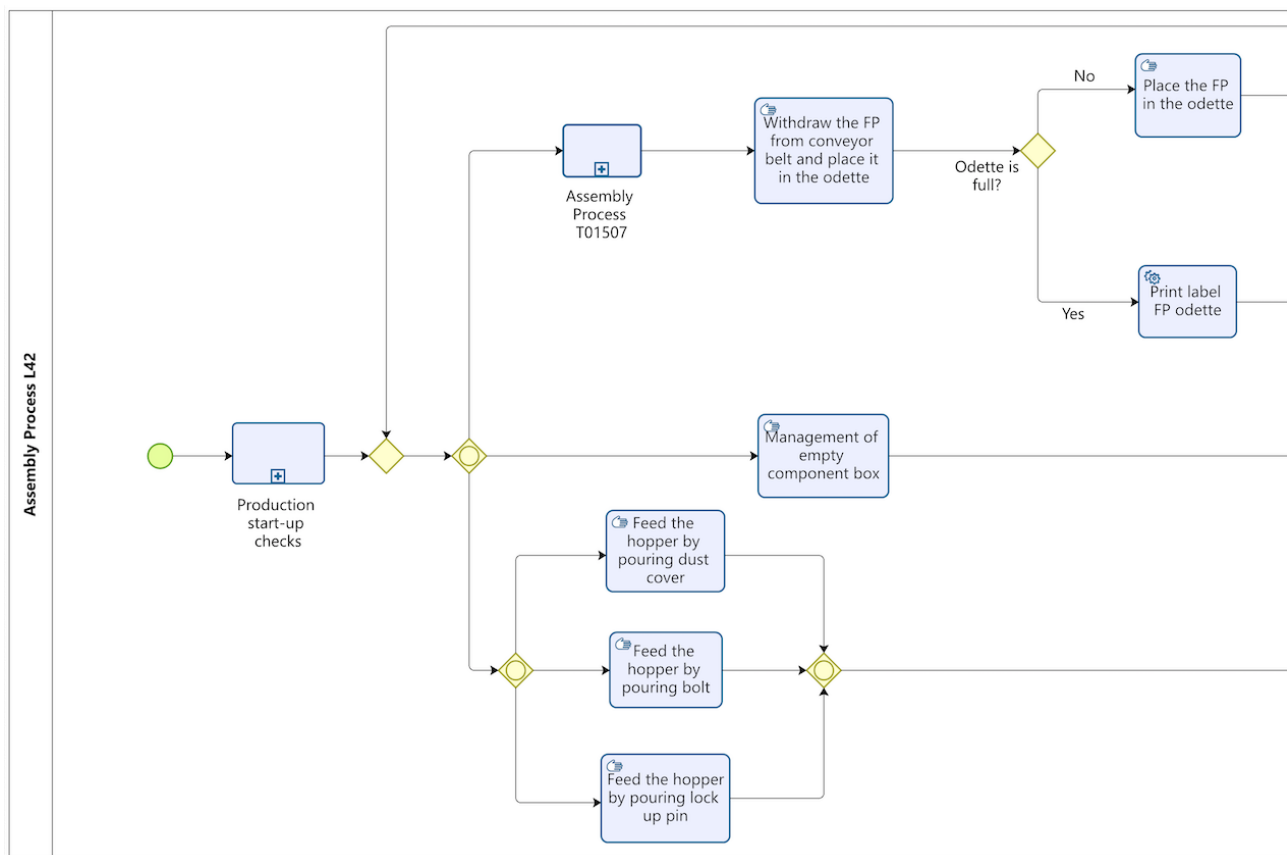 Assembly Process L42
Production
start-up
checks
Assembly
Process
T01507
Withdraw the FP
from conveyor
belt and place it
in the odette
Odette is
full?
No
Place the FP
in the odette
Yes
Print label
FP odette
Management of
empty
component box
Feed the
hopper by
pouring dust
cover
Feed the
hopper by
pouring bolt
Feed the hopper
by pouring lock
up pin